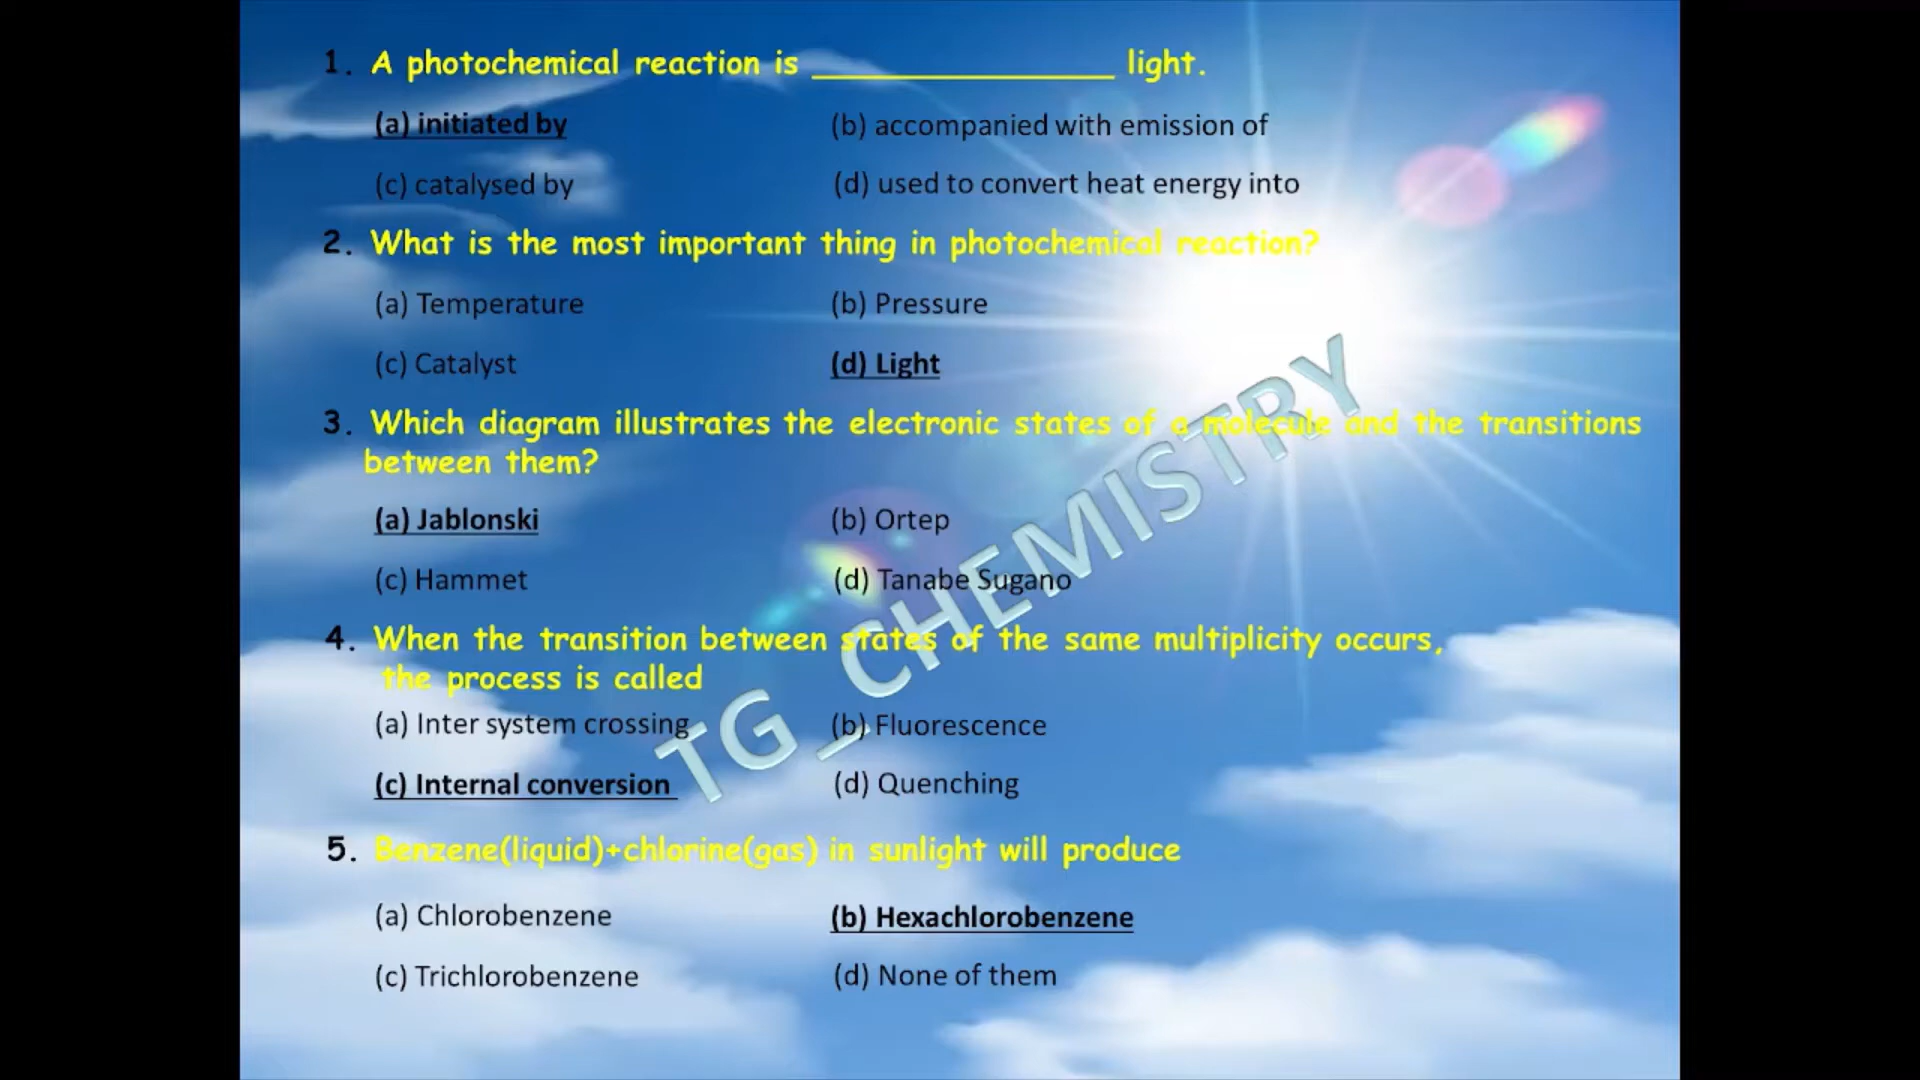 1. A photochemical reaction is _________________ light.
(a) initiated by (b) accompanied with emission of
(c) catalysed by (d) used to convert heat energy into
2. What is the most important thing in photochemical reaction?
(a) Temperature (b) Pressure
(c) Catalyst (d) Light
3. Which diagram illustrates the electronic states of a molecule and the transitions
between them?
(a) Jablonski (b) Ortep
(c) Hammet (d) Tanabe Sugano
4. When the transition between states of the same multiplicity occurs,
the process is called
(a) Inter system crossing (b) Fluorescence
(c) Internal conversion (d) Quenching
5. Benzene(liquid)+chlorine(gas) in sunlight will produce
(a) Chlorobenzene (b) Hexachlorobenzene
(c) Trichlorobenzene (d) None of them
TG_CHEMISTRY